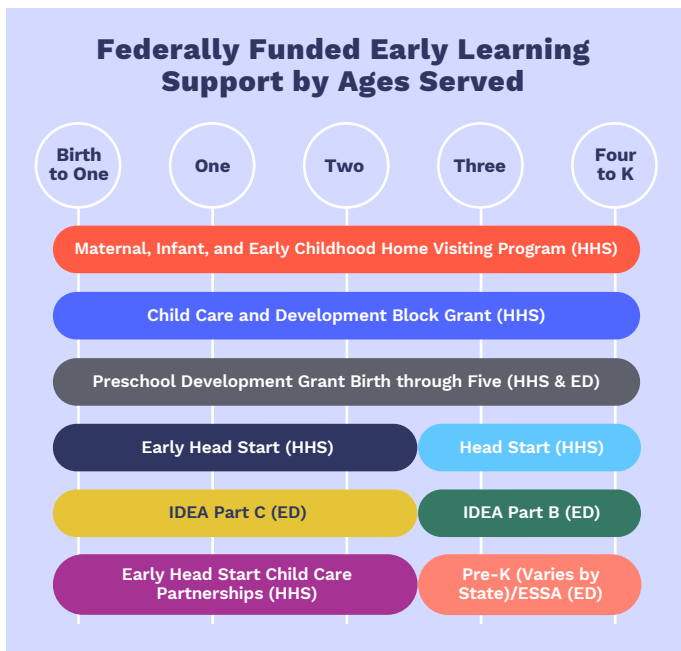 Federally Funded Early Learning
Support by Ages Served
Birth
to One
One
Two
Three
Four
to K
Maternal, Infant, and Early Childhood Home Visiting Program (HHS)
Child Care and Development Block Grant (HHS)
Preschool Development Grant Birth through Five (HHS & ED)
Early Head Start (HHS)
Head Start (HHS)
IDEA Part C (ED)
IDEA Part B (ED)
Early Head Start Child Care
Partnerships (HHS)
Pre-K (Varies by
State)/ESSA (ED)